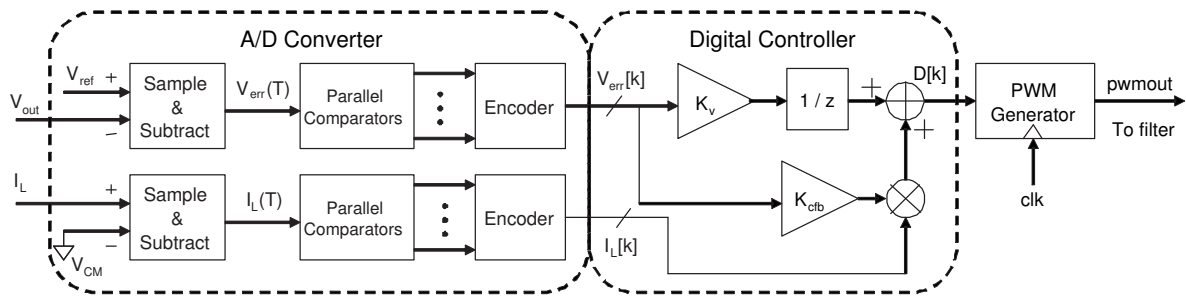 A/D Converter
Digital Controller
V_ref +
V_out
−
Sample & Subtract
V_err(T)
Parallel Comparators
Encoder
V_err[k]
K_v
1 / z
+
+
D[k]
PWM Generator
pwmout
To filter
clk
I_L
+
−
V_CM
Sample & Subtract
I_L(T)
Parallel Comparators
Encoder
I_L[k]
K_cfb